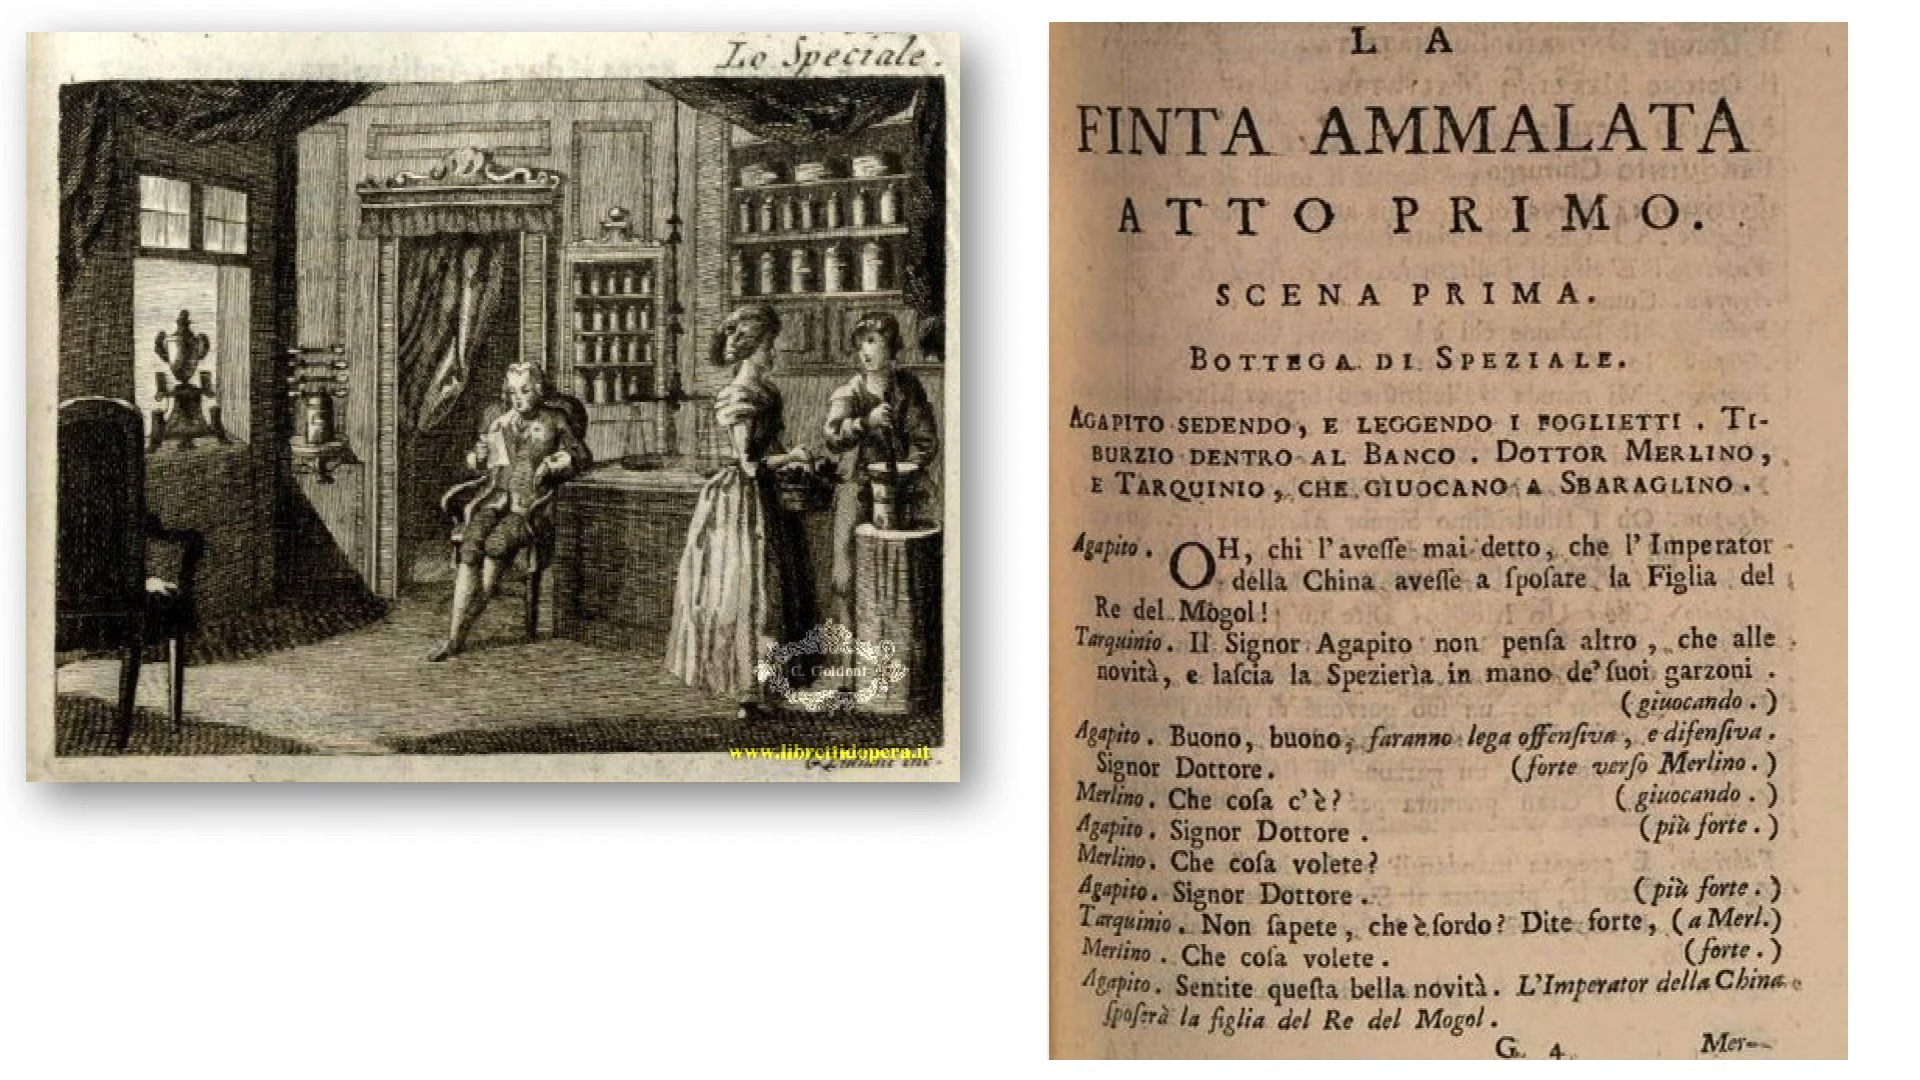 Lo Speciale.
C. Goldoni
www.librettidopera.it
LA
FINTA AMMALATA
ATTO PRIMO.
SCENA PRIMA.
BOTTEGA DI SPEZIALE.
AGAPITO SEDENDO, E LEGGENDO I FOGLIETTI. TI-
BURZIO DENTRO AL BANCO. DOTTOR MERLINO,
E TARQUINIO, CHE GIUOCANO A SBARAGLINO.
Agapito. OH, chi l'aveſſe mai detto, che l'Imperator
della China aveſſe a ſpoſare la Figlia del
Re del Mogol!
Tarquinio. Il Signor Agapito non penſa altro, che alle
novità, e laſcia la Spezierìa in mano de' ſuoi garzoni.
(giuocando.)
Agapito. Buono, buono, faranno lega offenſiva, e difenſiva.
Signor Dottore. (forte verſo Merlino.)
Merlino. Che coſa c'è? (giuocando.)
Agapito. Signor Dottore. (più forte.)
Merlino. Che coſa volete?
Agapito. Signor Dottore. (più forte.)
Tarquinio. Non ſapete, che è ſordo? Dite forte, (a Merl.)
Merlino. Che coſa volete. (forte.)
Agapito. Sentite queſta bella novità. L'Imperator della China
ſpoſerà la figlia del Re del Mogol.
G 4 Mer-